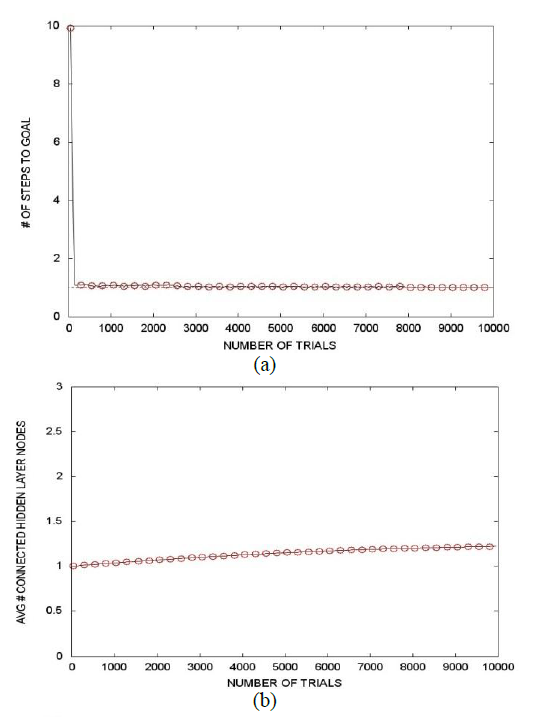 10
8
6
4
2
0
# OF STEPS TO GOAL
0 1000 2000 3000 4000 5000 6000 7000 8000 9000 10000
NUMBER OF TRIALS
(a)
3
2.5
2
1.5
1
0.5
0
AVG # CONNECTED HIDDEN LAYER NODES
0 1000 2000 3000 4000 5000 6000 7000 8000 9000 10000
NUMBER OF TRIALS
(b)